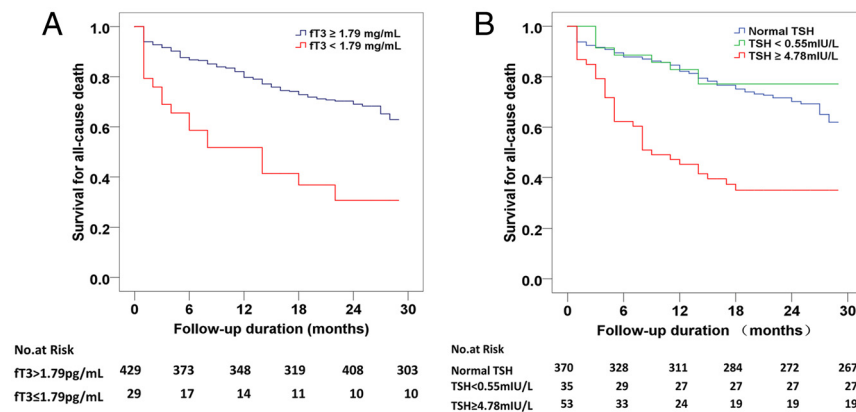 A
fT3 ≥ 1.79 mg/mL
fT3 < 1.79 mg/mL
Survival for all-cause death
1.0
0.8
0.6
0.4
0.2
0.0
0 6 12 18 24 30
Follow-up duration (months)
No.at Risk
fT3>1.79pg/mL 429 373 348 319 408 303
fT3≤1.79pg/mL 29 17 14 11 10 10
B
Normal TSH
TSH < 0.55mIU/L
TSH ≥ 4.78mIU/L
Survival for all-cause death
1.0
0.8
0.6
0.4
0.2
0.0
0 6 12 18 24 30
Follow-up duration （months）
No.at Risk
Normal TSH 370 328 311 284 272 267
TSH<0.55mIU/L 35 29 27 27 27 27
TSH≥4.78mIU/L 53 33 24 19 19 19